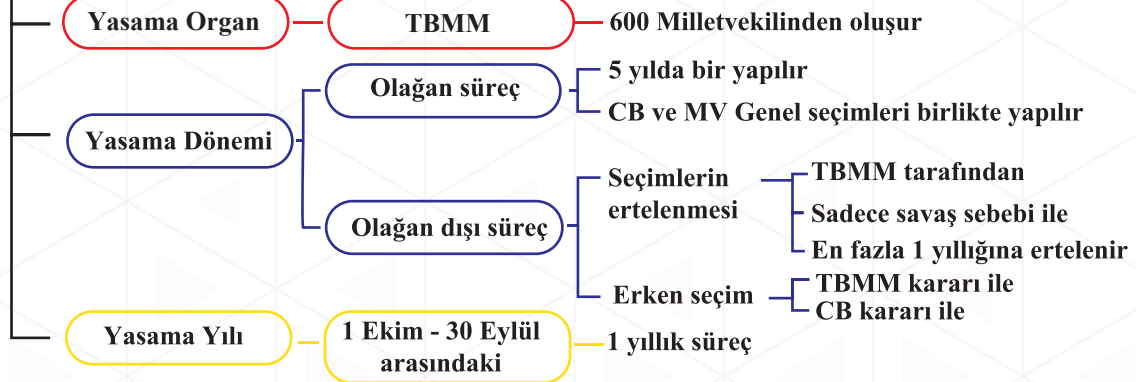 Yasama Organ
TBMM
600 Milletvekilinden oluşur
Yasama Dönemi
Olağan süreç
5 yılda bir yapılır
CB ve MV Genel seçimleri birlikte yapılır
Olağan dışı süreç
Seçimlerin
ertelenmesi
TBMM tarafından
Sadece savaş sebebi ile
En fazla 1 yıllığına ertelenir
Erken seçim
TBMM kararı ile
CB kararı ile
Yasama Yılı
1 Ekim - 30 Eylül
arasındaki
1 yıllık süreç